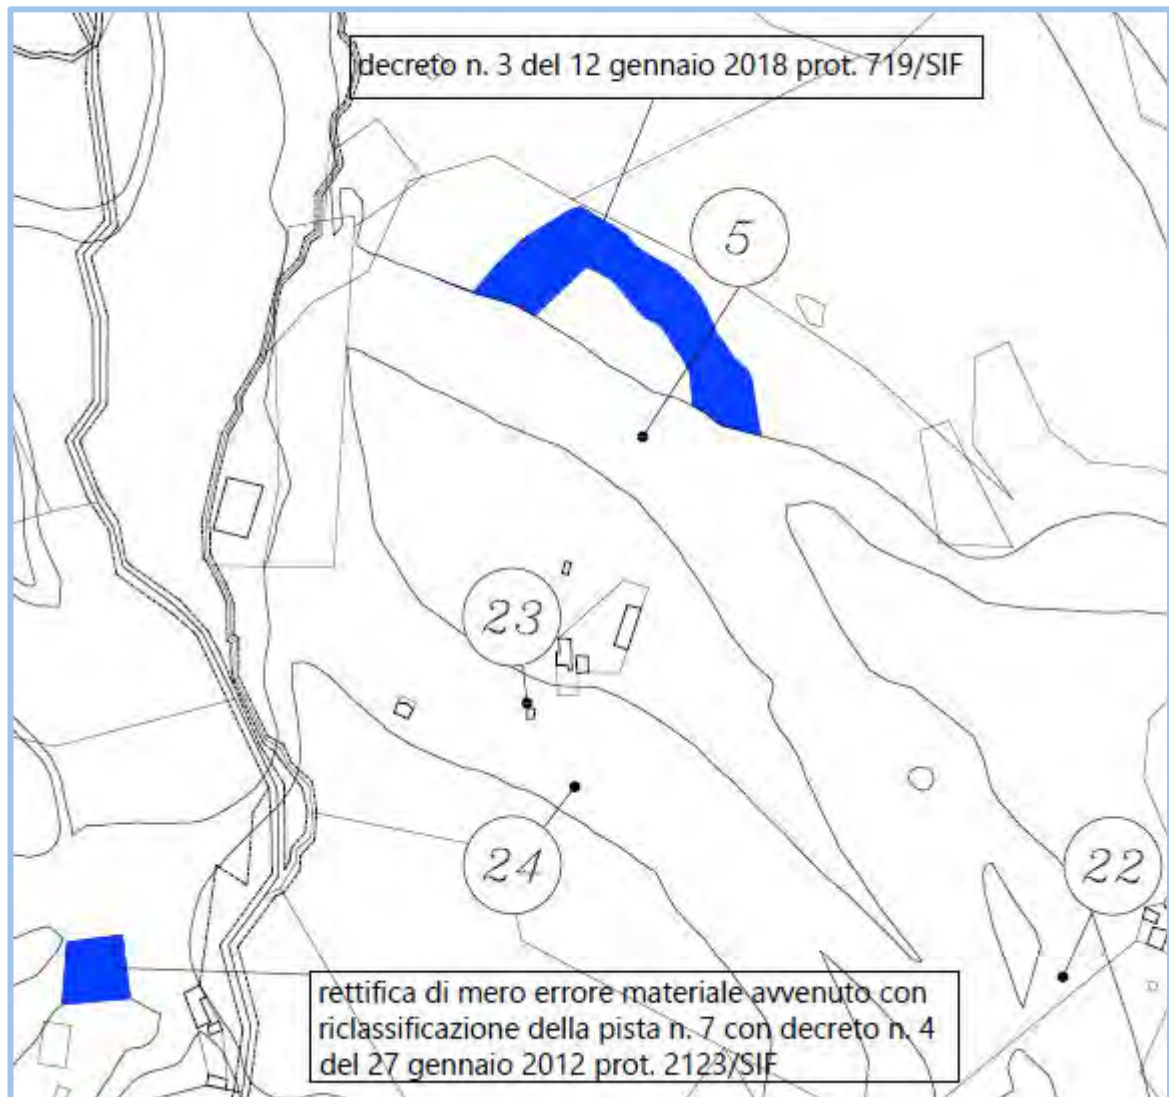 decreto n. 3 del 12 gennaio 2018 prot. 719/SIF
5
23
24
22
rettifica di mero errore materiale avvenuto con
riclassificazione della pista n. 7 con decreto n. 4
del 27 gennaio 2012 prot. 2123/SIF